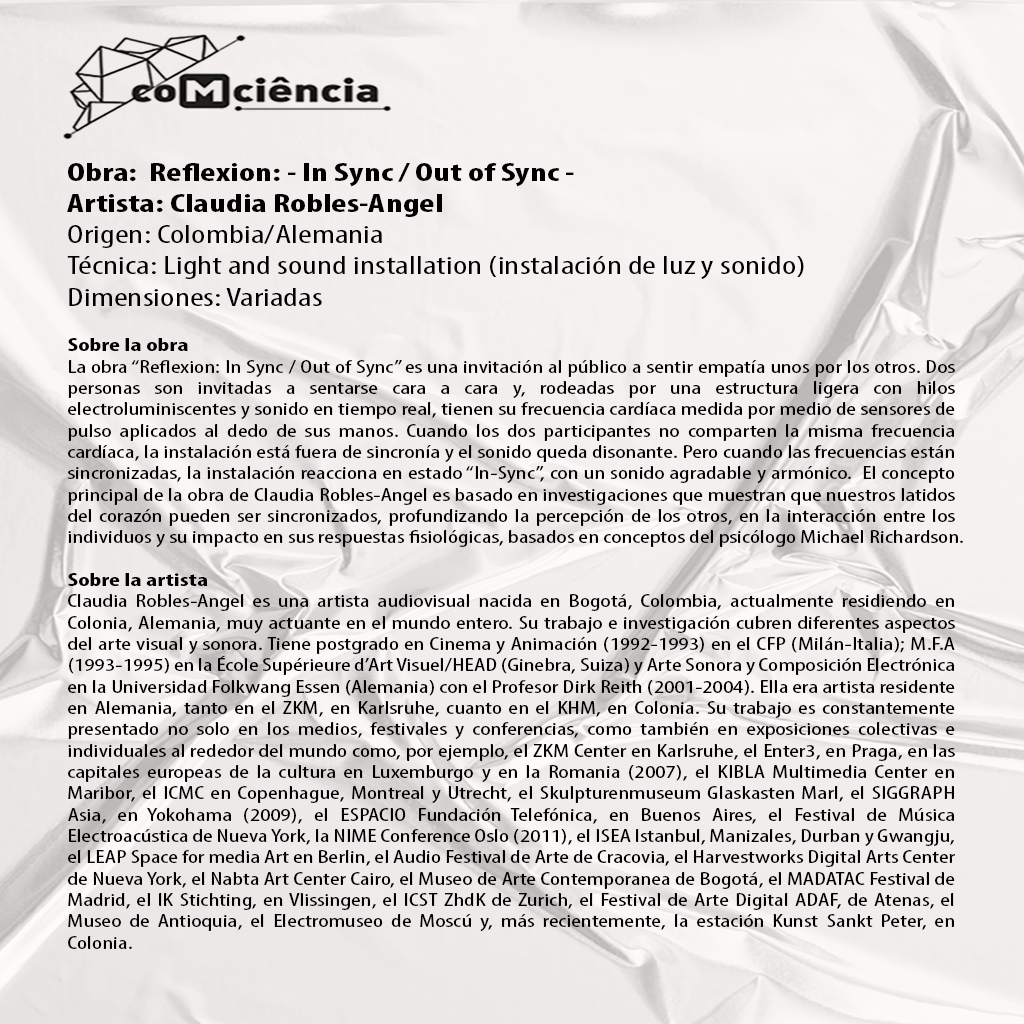 coMciência
Obra:  Reflexion: - In Sync / Out of Sync -
Artista: Claudia Robles-Angel
Origen: Colombia/Alemania
Técnica: Light and sound installation (instalación de luz y sonido)
Dimensiones: Variadas
Sobre la obra
La obra “Reflexion: In Sync / Out of Sync” es una invitación al público a sentir empatía unos por los otros. Dos
personas son invitadas a sentarse cara a cara y, rodeadas por una estructura ligera con hilos
electroluminiscentes y sonido en tiempo real, tienen su frecuencia cardíaca medida por medio de sensores de
pulso aplicados al dedo de sus manos. Cuando los dos participantes no comparten la misma frecuencia
cardíaca, la instalación está fuera de sincronía y el sonido queda disonante. Pero cuando las frecuencias están
sincronizadas, la instalación reacciona en estado “In-Sync”, con un sonido agradable y armónico.  El concepto
principal de la obra de Claudia Robles-Angel es basado en investigaciones que muestran que nuestros latidos
del corazón pueden ser sincronizados, profundizando la percepción de los otros, en la interacción entre los
individuos y su impacto en sus respuestas fisiológicas, basados en conceptos del psicólogo Michael Richardson.
Sobre la artista
Claudia Robles-Angel es una artista audiovisual nacida en Bogotá, Colombia, actualmente residiendo en
Colonia, Alemania, muy actuante en el mundo entero. Su trabajo e investigación cubren diferentes aspectos
del arte visual y sonora. Tiene postgrado en Cinema y Animación (1992-1993) en el CFP (Milán-Italia); M.F.A
(1993-1995) en la École Supérieure d’Art Visuel/HEAD (Ginebra, Suiza) y Arte Sonora y Composición Electrónica
en la Universidad Folkwang Essen (Alemania) con el Profesor Dirk Reith (2001-2004). Ella era artista residente
en Alemania, tanto en el ZKM, en Karlsruhe, cuanto en el KHM, en Colonia. Su trabajo es constantemente
presentado no solo en los medios, festivales y conferencias, como también en exposiciones colectivas e
individuales al rededor del mundo como, por ejemplo, el ZKM Center en Karlsruhe, el Enter3, en Praga, en las
capitales europeas de la cultura en Luxemburgo y en la Romania (2007), el KIBLA Multimedia Center en
Maribor, el ICMC en Copenhague, Montreal y Utrecht, el Skulpturenmuseum Glaskasten Marl, el SIGGRAPH
Asia, en Yokohama (2009), el ESPACIO Fundación Telefónica, en Buenos Aires, el Festival de Música
Electroacústica de Nueva York, la NIME Conference Oslo (2011), el ISEA Istanbul, Manizales, Durban y Gwangju,
el LEAP Space for media Art en Berlin, el Audio Festival de Arte de Cracovia, el Harvestworks Digital Arts Center
de Nueva York, el Nabta Art Center Cairo, el Museo de Arte Contemporanea de Bogotá, el MADATAC Festival de
Madrid, el IK Stichting, en Vlissingen, el ICST ZhdK de Zurich, el Festival de Arte Digital ADAF, de Atenas, el
Museo de Antioquia, el Electromuseo de Moscú y, más recientemente, la estación Kunst Sankt Peter, en
Colonia.